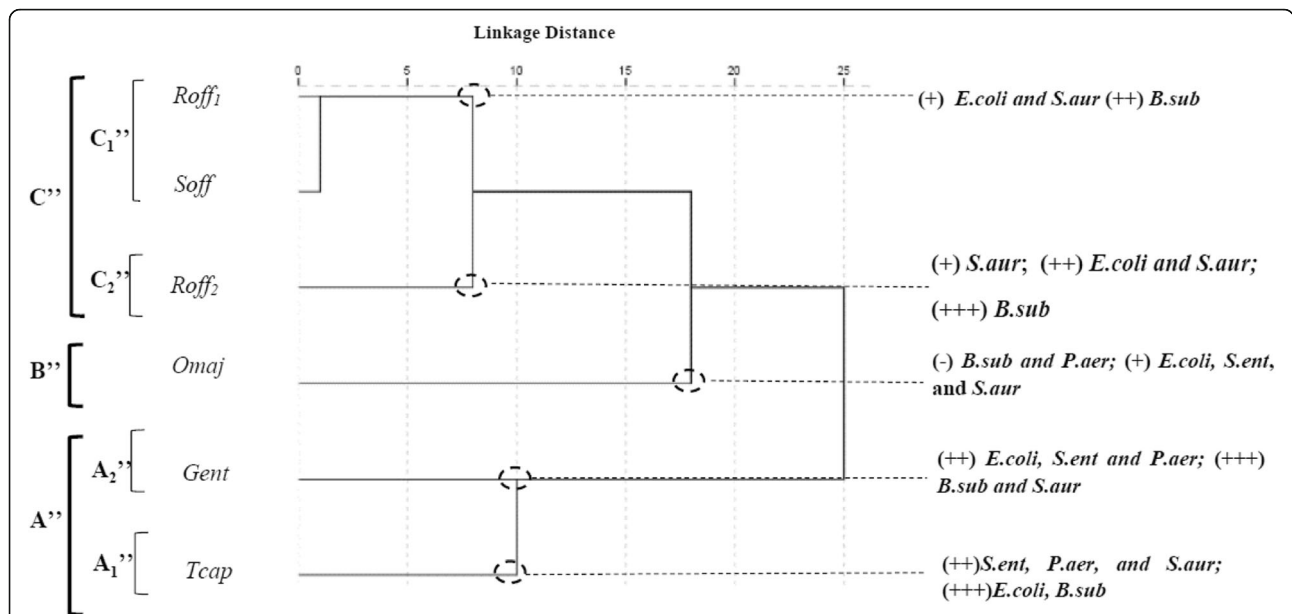 Linkage Distance
0 5 10 15 20 25
C’’
C1’’
Roff1
(+) E.coli and S.aur (++) B.sub
Soff
C2’’
Roff2
(+) S.aur; (++) E.coli and S.aur;
(+++) B.sub
B’’
Omaj
(-) B.sub and P.aer; (+) E.coli, S.ent,
and S.aur
A’’
A2’’
Gent
(++) E.coli, S.ent and P.aer; (+++)
B.sub and S.aur
A1’’
Tcap
(++)S.ent, P.aer, and S.aur;
(+++)E.coli, B.sub